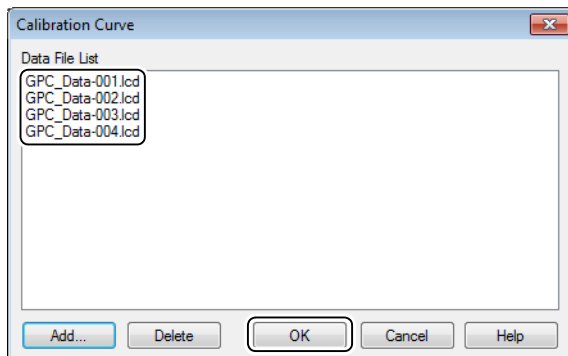 Calibration Curve
Data File List
GPC_Data-001.lcd
GPC_Data-002.lcd
GPC_Data-003.lcd
GPC_Data-004.lcd
Add... Delete OK Cancel Help